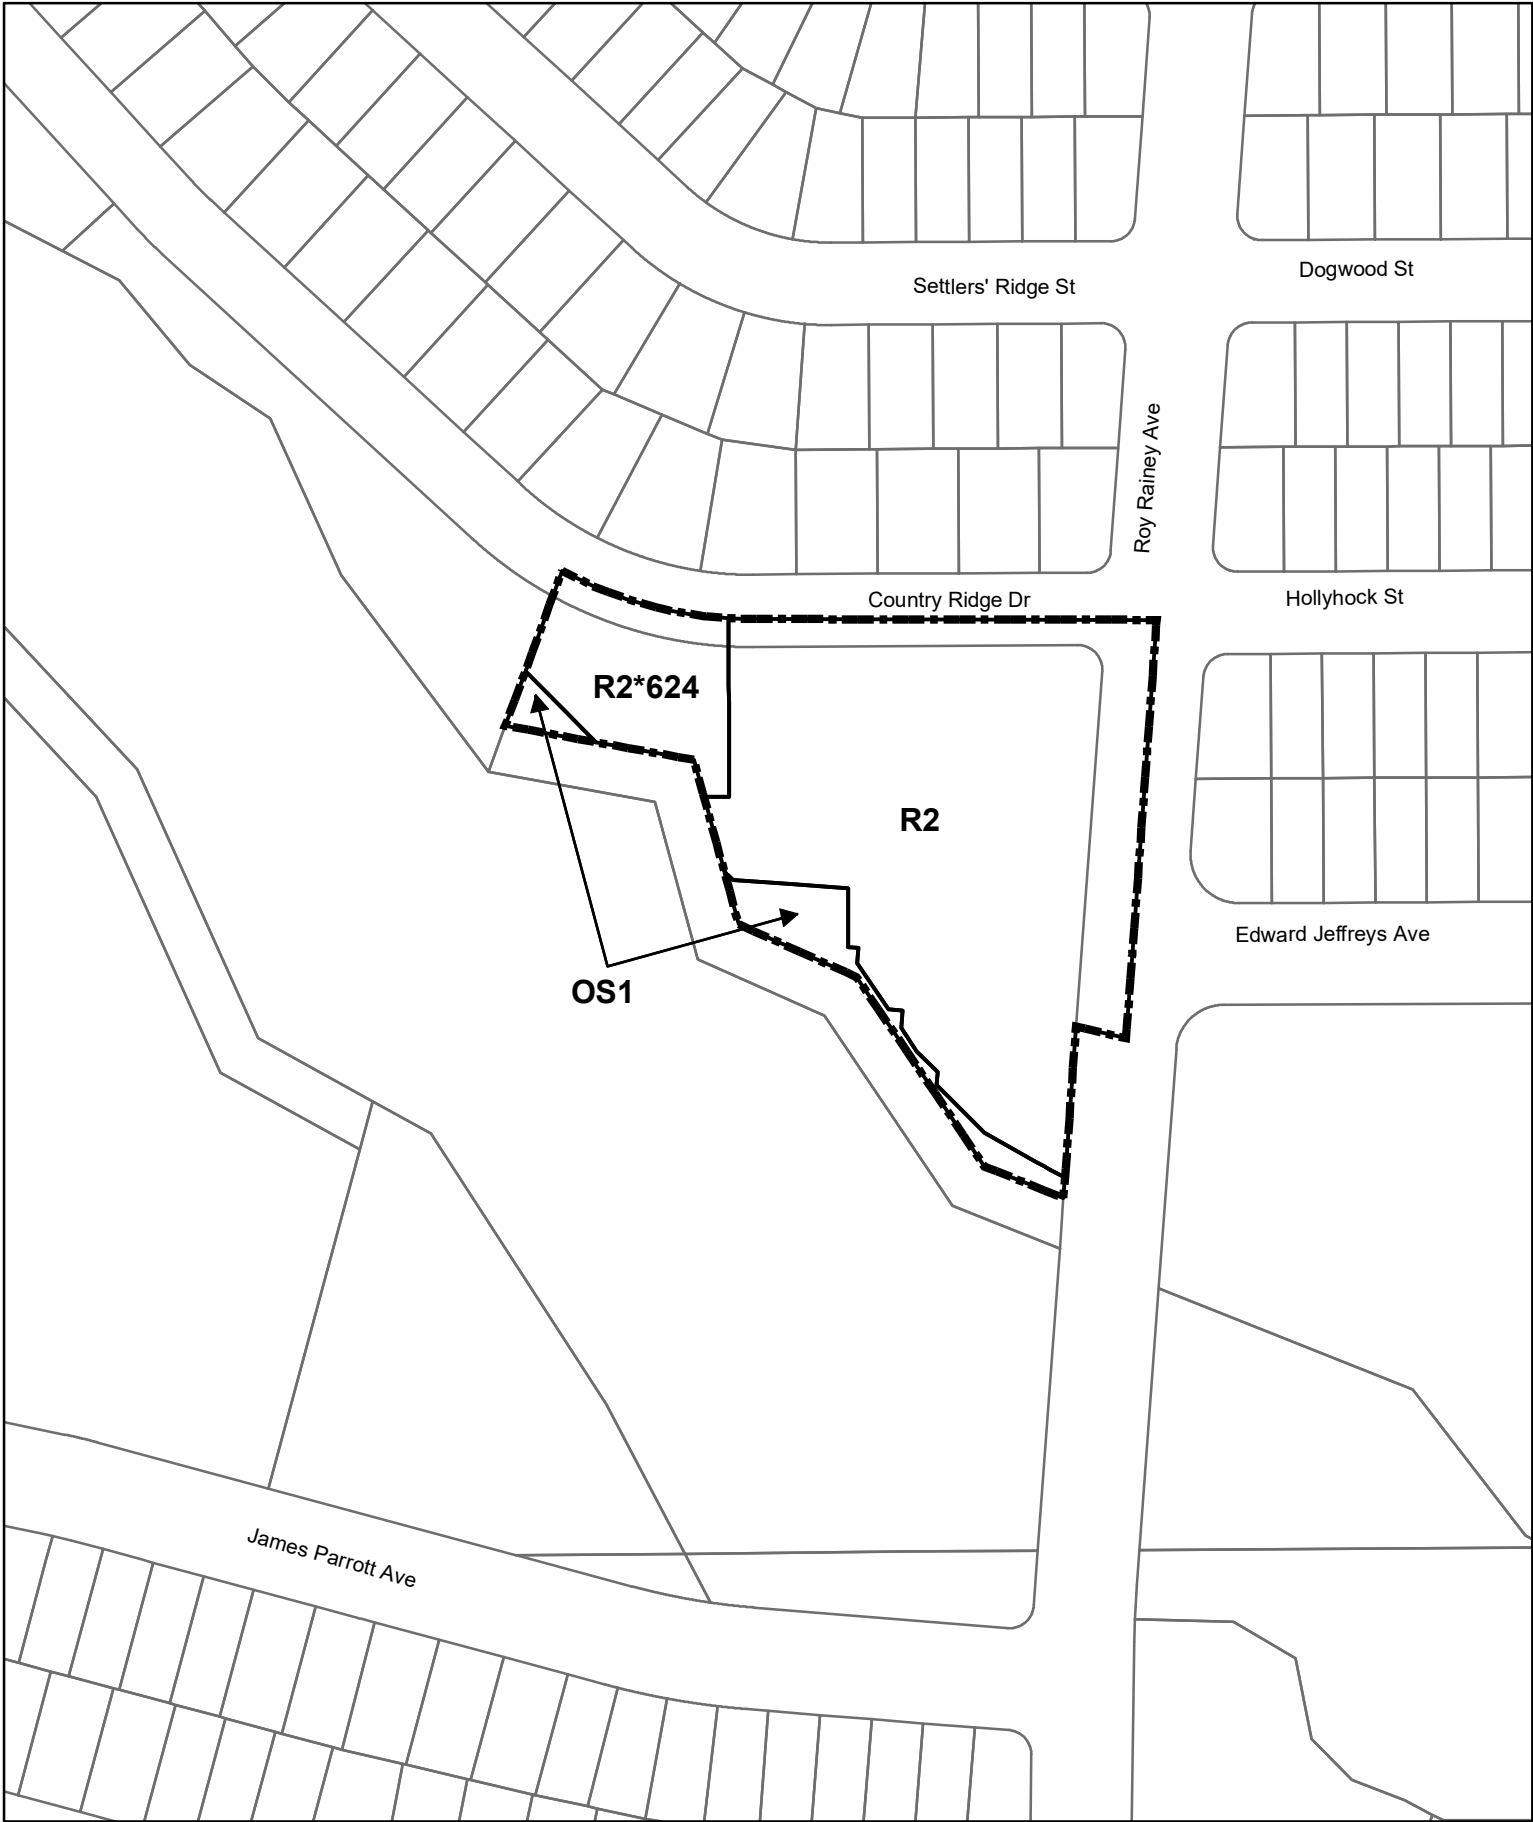 Dogwood St
Settlers' Ridge St
Roy Rainey Ave
Hollyhock St
Country Ridge Dr
R2*624
R2
Edward Jeffreys Ave
OS1
James Parrott Ave